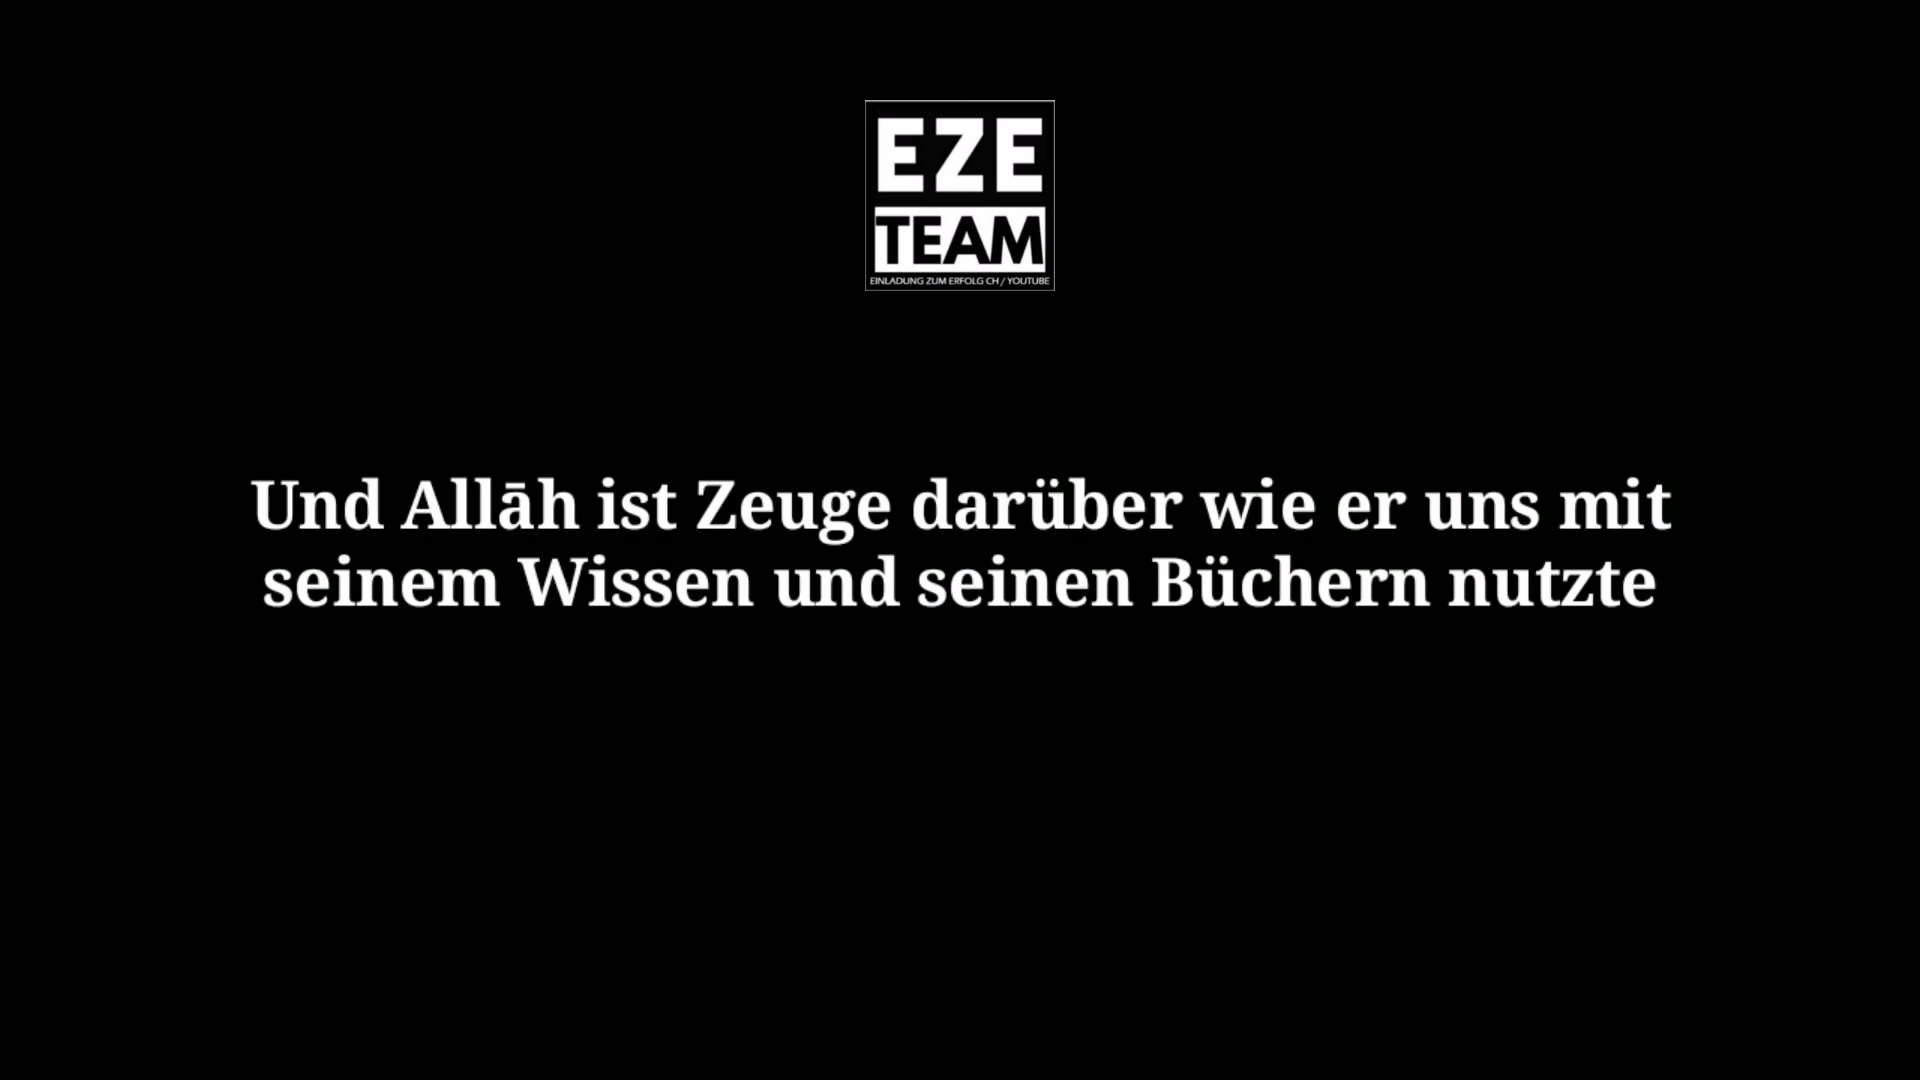 EZE
TEAM
EINLADUNG ZUM ERFOLG CH / YOUTUBE
Und Allāh ist Zeuge darüber wie er uns mit
seinem Wissen und seinen Büchern nutzte